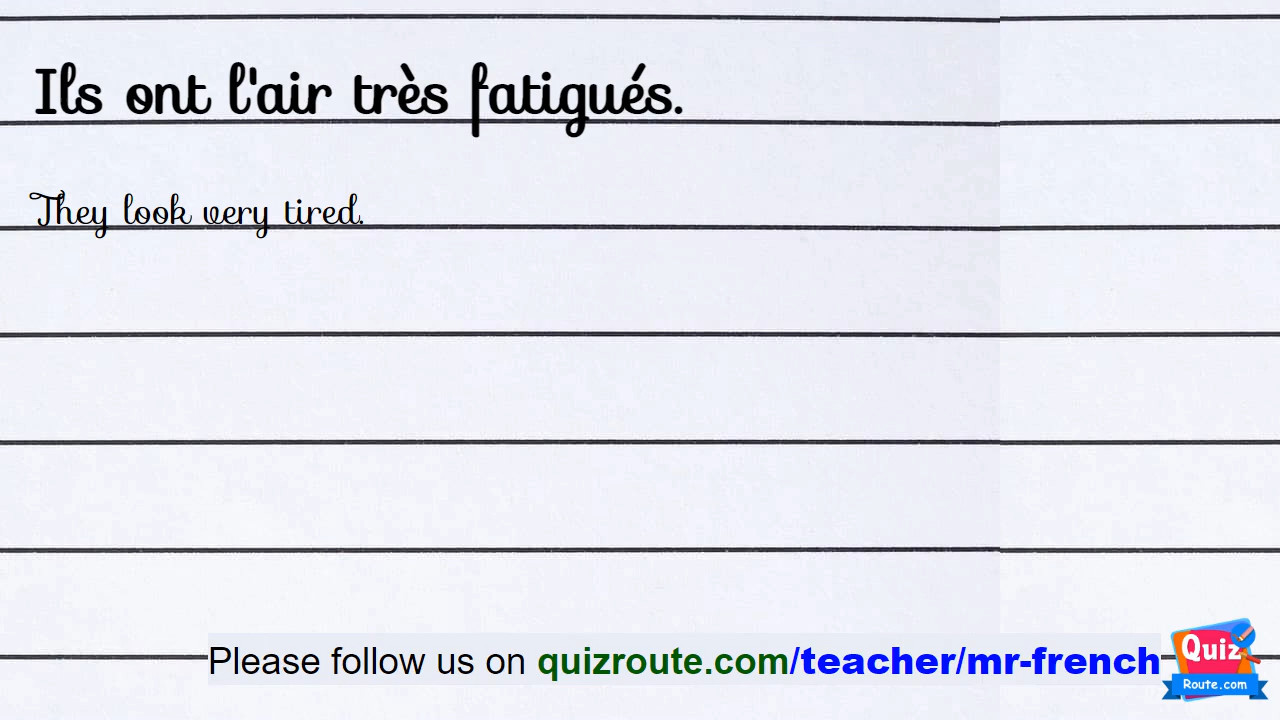 Ils ont l'air très fatigués.
They look very tired.
Please follow us on quizroute.com/teacher/mr-french
Quiz
Route.com